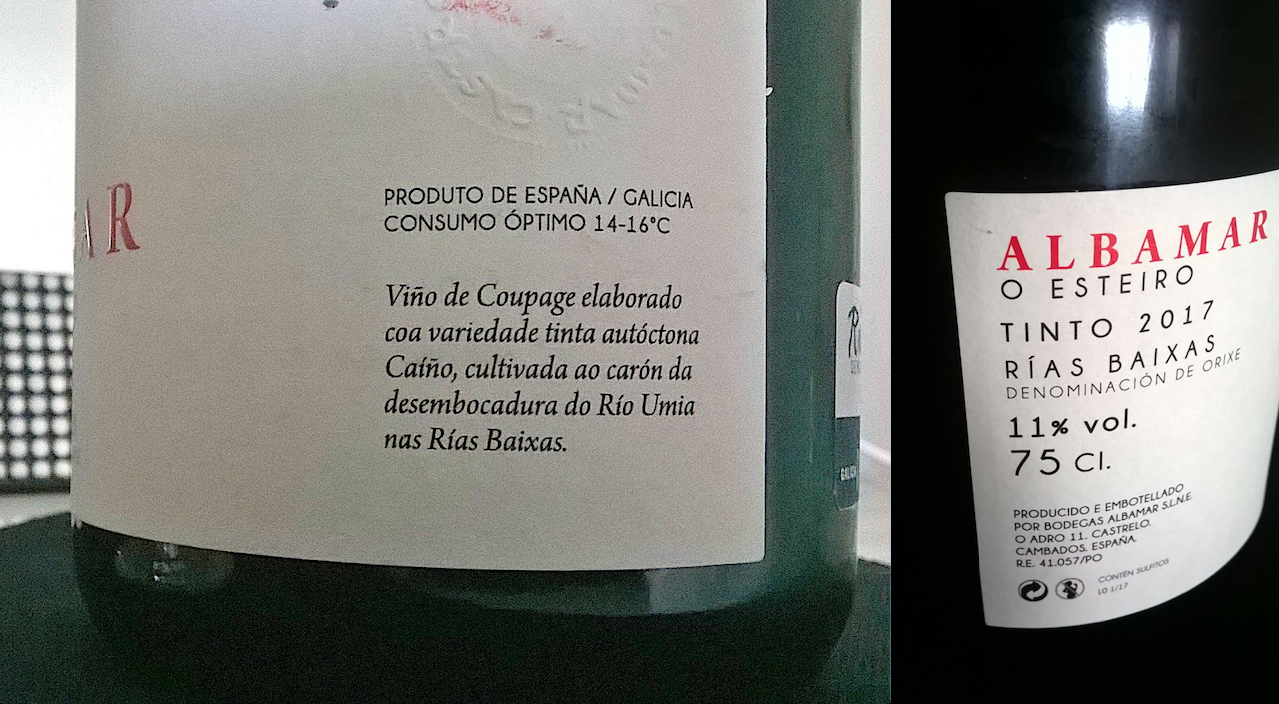 AR
PRODUTO DE ESPAÑA / GALICIA
CONSUMO ÓPTIMO 14-16°C
Viño de Coupage elaborado
coa variedade tinta autóctona
Caíño, cultivada ao carón da
desembocadura do Río Umia
nas Rías Baixas.
ALBAMAR
O ESTEIRO
TINTO 2017
RÍAS BAIXAS
DENOMINACIÓN DE ORIXE
11% vol.
75 Cl.
PRODUCIDO E EMBOTELLADO
POR BODEGAS ALBAMAR S.L.N.E.
O ADRO 11. CASTRELO.
CAMBADOS. ESPAÑA.
R.E. 41.057/PO
CONTÉN SULFITOS
LO 1/17